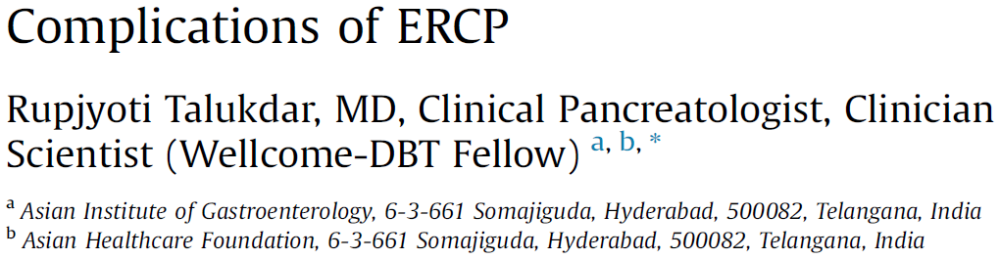 Complications of ERCP
Rupjyoti Talukdar, MD, Clinical Pancreatologist, Clinician
Scientist (Wellcome-DBT Fellow) a, b, *
a Asian Institute of Gastroenterology, 6-3-661 Somajiguda, Hyderabad, 500082, Telangana, India
b Asian Healthcare Foundation, 6-3-661 Somajiguda, Hyderabad, 500082, Telangana, India